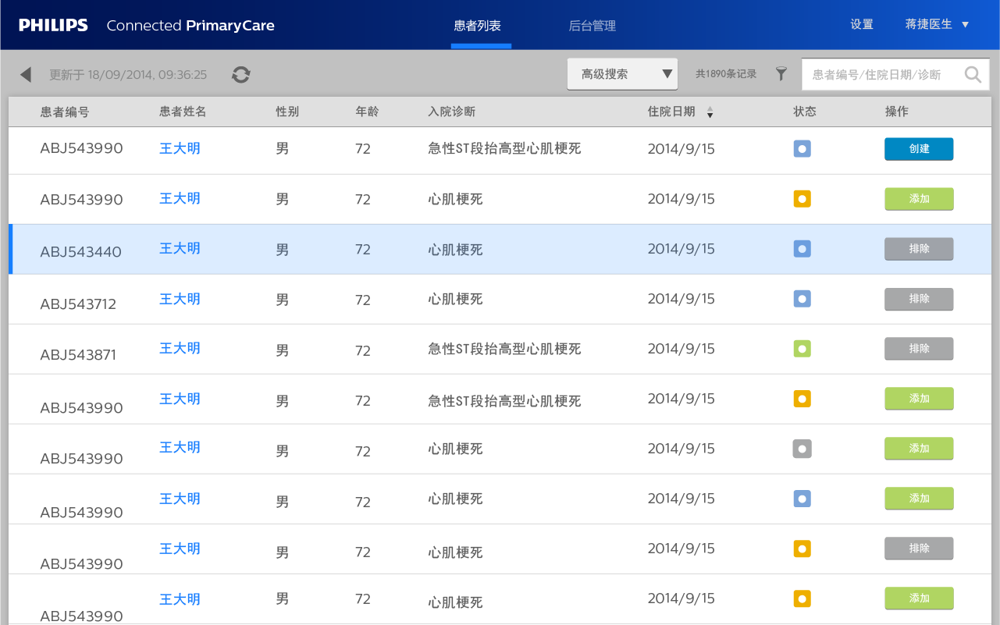 PHILIPS Connected PrimaryCare 患者列表 后台管理 设置 蒋捷医生
更新于 18/09/2014, 09:36:25 高级搜索 共1890条记录 患者编号/住院日期/诊断
患者编号 患者姓名 性别 年龄 入院诊断 住院日期 状态 操作
ABJ543990 王大明 男 72 急性ST段抬高型心肌梗死 2014/9/15 创建
ABJ543990 王大明 男 72 心肌梗死 2014/9/15 添加
ABJ543440 王大明 男 72 心肌梗死 2014/9/15 排除
ABJ543712 王大明 男 72 心肌梗死 2014/9/15 排除
ABJ543871 王大明 男 72 急性ST段抬高型心肌梗死 2014/9/15 排除
ABJ543990 王大明 男 72 急性ST段抬高型心肌梗死 2014/9/15 添加
ABJ543990 王大明 男 72 心肌梗死 2014/9/15 添加
ABJ543990 王大明 男 72 心肌梗死 2014/9/15 添加
ABJ543990 王大明 男 72 心肌梗死 2014/9/15 排除
ABJ543990 王大明 男 72 心肌梗死 2014/9/15 添加